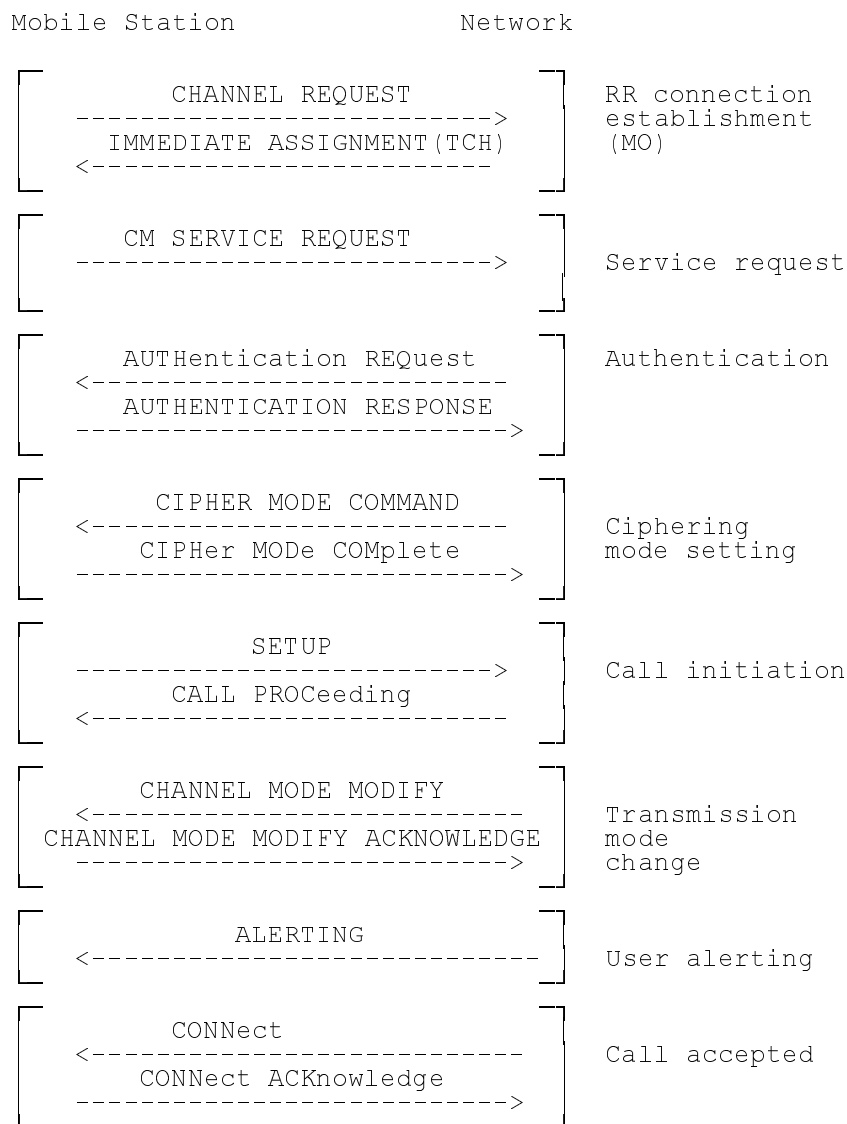 Mobile Station Network
CHANNEL REQUEST RR connection
-------------------------> establishment
IMMEDIATE ASSIGNMENT(TCH) (MO)
<-------------------------
CM SERVICE REQUEST
--------------------------> Service request
AUTHentication REQuest Authentication
<--------------------------
AUTHENTICATION RESPONSE
--------------------------->
CIPHER MODE COMMAND
<-------------------------- Ciphering
CIPHer MODe COMplete mode setting
--------------------------->
SETUP
--------------------------> Call initiation
CALL PROCeeding
<--------------------------
CHANNEL MODE MODIFY
<--------------------------- Transmission
CHANNEL MODE MODIFY ACKNOWLEDGE mode
---------------------------> change
ALERTING
<---------------------------- User alerting
CONNect
<--------------------------- Call accepted
CONNect ACKnowledge
--------------------------->